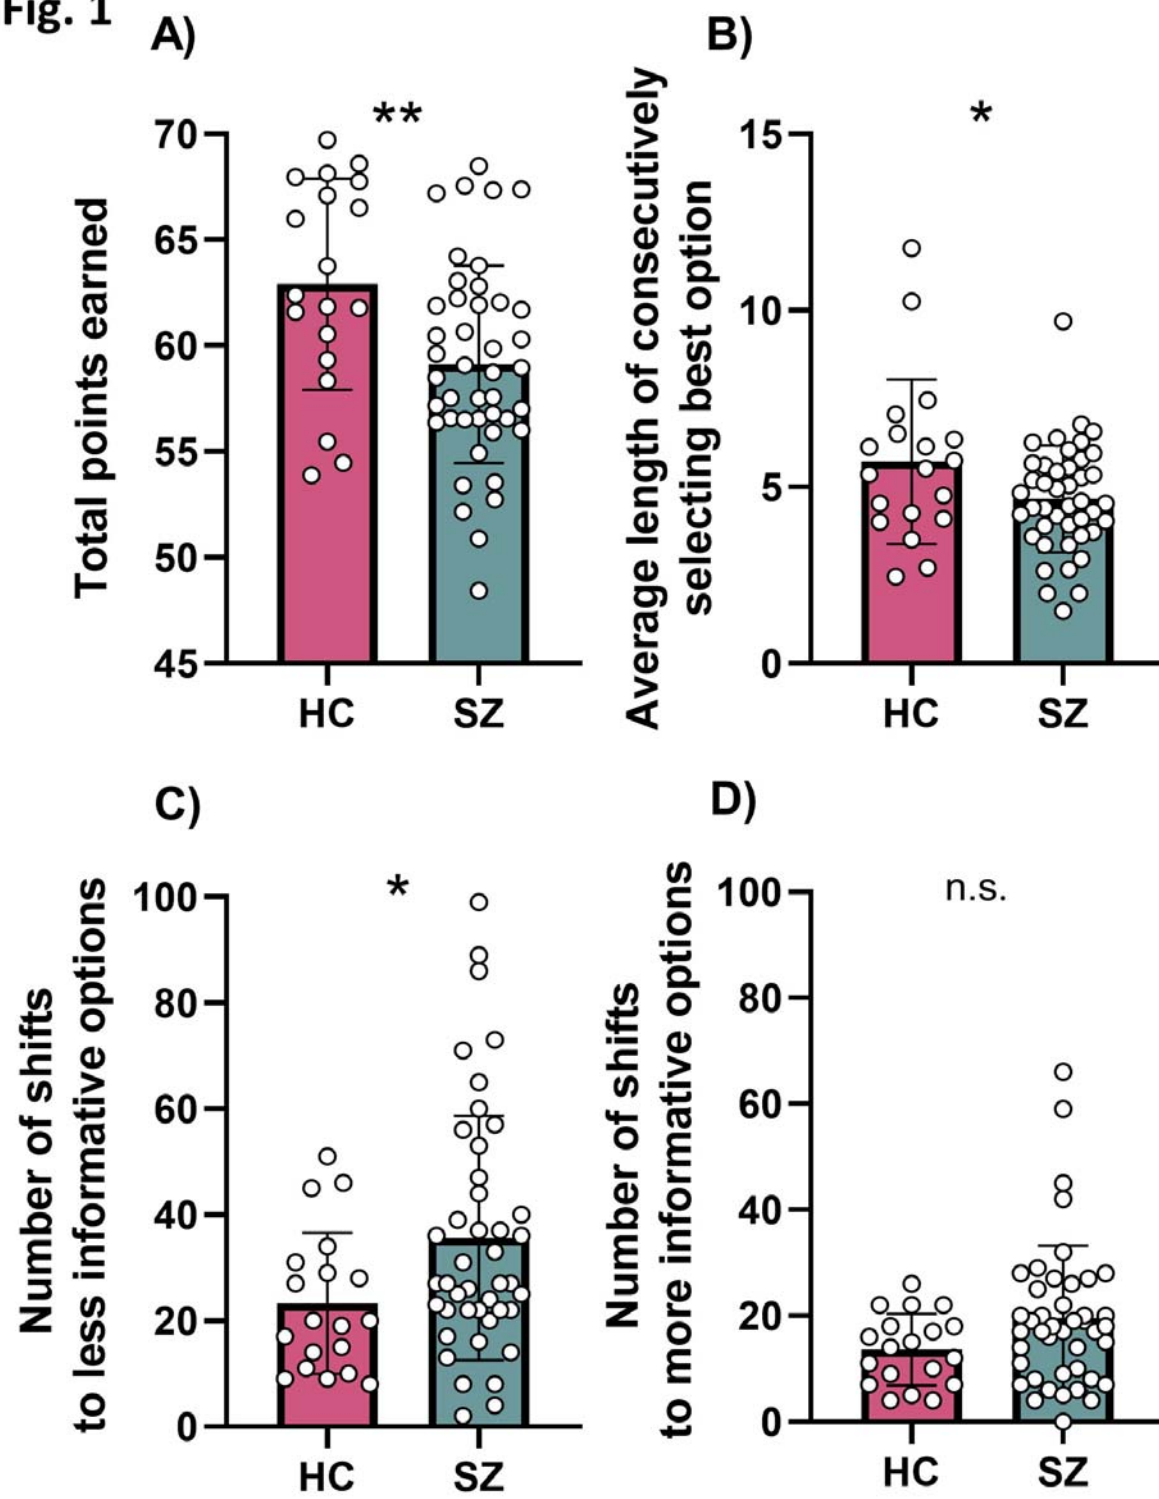 Fig. 1
A)
**
Total points earned
70
65
60
55
50
45
HC
SZ
B)
*
Average length of consecutively
selecting best option
15
10
5
0
HC
SZ
C)
*
Number of shifts
to less informative options
100
80
60
40
20
0
HC
SZ
D)
n.s.
Number of shifts
to more informative options
100
80
60
40
20
0
HC
SZ